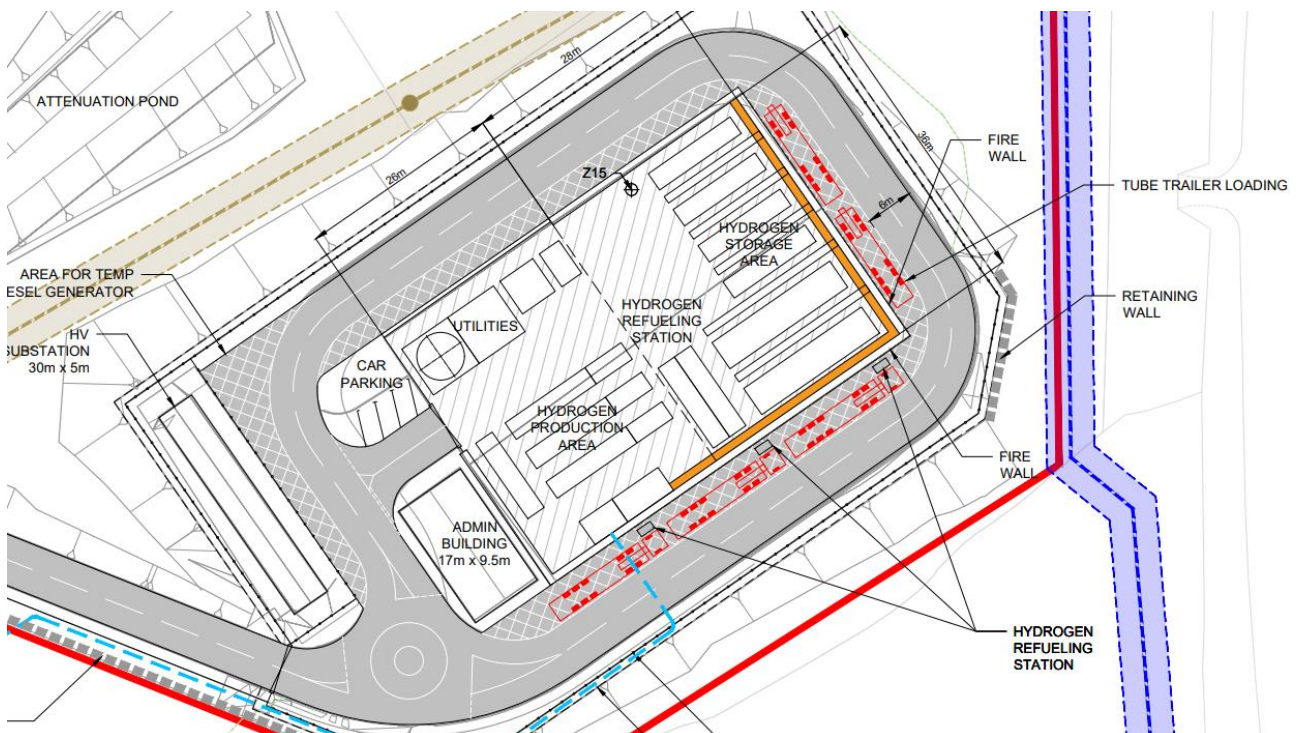 28m
ATTENUATION POND
26m
Z15
36m
FIRE
WALL
TUBE TRAILER LOADING
6m
HYDROGEN
STORAGE
AREA
AREA FOR TEMP
ESEL GENERATOR
HV
SUBSTATION
30m x 5m
UTILITIES
HYDROGEN
REFUELING
STATION
RETAINING
WALL
CAR
PARKING
HYDROGEN
PRODUCTION
AREA
FIRE
WALL
ADMIN
BUILDING
17m x 9.5m
HYDROGEN
REFUELING
STATION